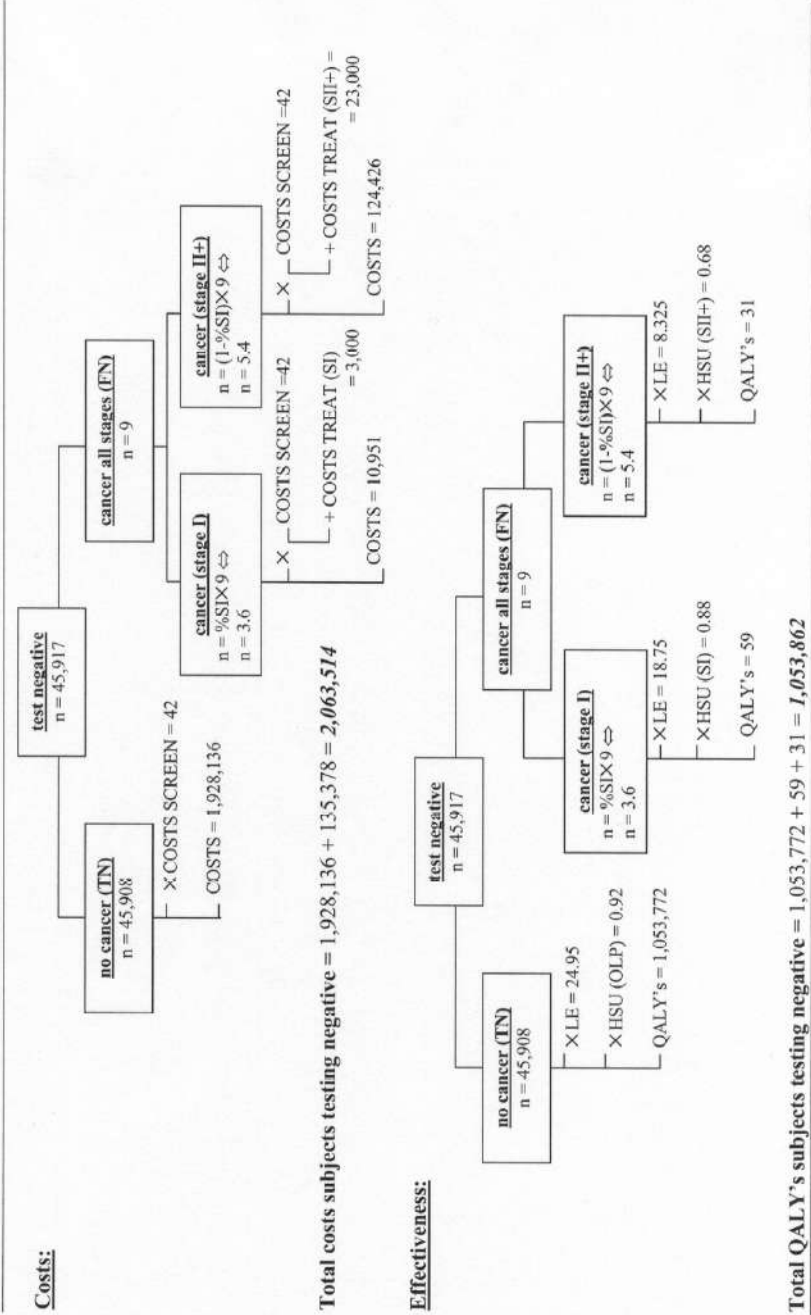 Costs:
test negative
n = 45,917
no cancer (TN)
n = 45,908
× COSTS SCREEN = 42
COSTS = 1,928,136
cancer all stages (FN)
n = 9
cancer (stage I)
n = %SI×9 ⇔
n = 3.6
×
COSTS SCREEN =42
+ COSTS TREAT (SI)
= 3,000
COSTS = 10,951
cancer (stage II+)
n = (1-%SI)×9 ⇔
n = 5.4
×
COSTS SCREEN =42
+ COSTS TREAT (SII+) =
= 23,000
COSTS = 124,426
Total costs subjects testing negative = 1,928,136 + 135,378 = 2,063,514
Effectiveness:
test negative
n = 45,917
no cancer (TN)
n = 45,908
× LE = 24.95
× HSU (OLP) = 0.92
QALY's = 1,053,772
cancer all stages (FN)
n = 9
cancer (stage I)
n = %SI×9 ⇔
n = 3.6
× LE = 18.75
× HSU (SI) = 0.88
QALY's = 59
cancer (stage II+)
n = (1-%SI)×9 ⇔
n = 5.4
× LE = 8.325
× HSU (SII+) = 0.68
QALY's = 31
Total QALY's subjects testing negative = 1,053,772 + 59 + 31 = 1,053,862